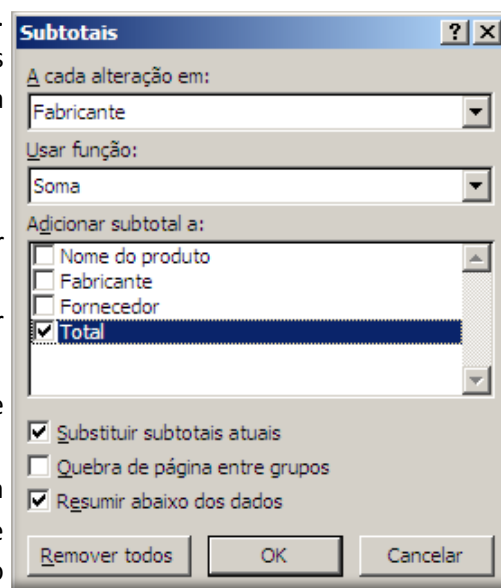 Subtotais
A cada alteração em:
Fabricante
Usar função:
Soma
Adicionar subtotal a:
Nome do produto
Fabricante
Fornecedor
Total
Substituir subtotais atuais
Quebra de página entre grupos
Resumir abaixo dos dados
Remover todos OK Cancelar